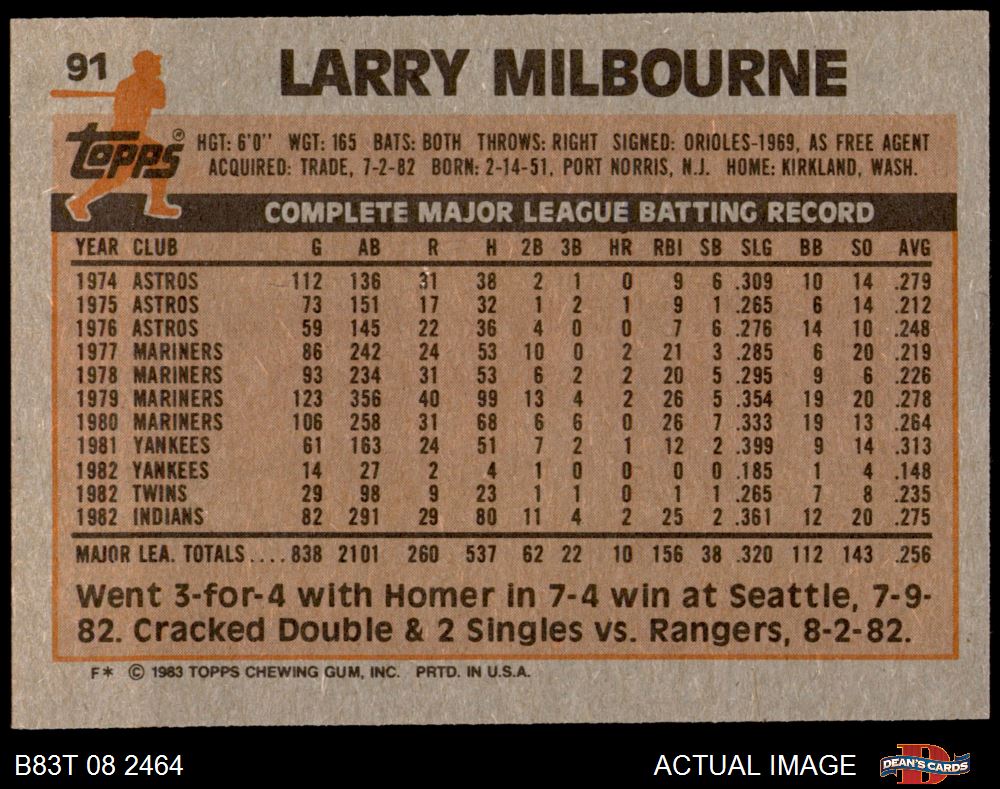 91
LARRY MILBOURNE
topps®
HGT: 6'0" WGT: 165 BATS: BOTH THROWS: RIGHT SIGNED: ORIOLES-1969, AS FREE AGENT
ACQUIRED: TRADE, 7-2-82 BORN: 2-14-51, PORT NORRIS, N.J. HOME: KIRKLAND, WASH.
COMPLETE MAJOR LEAGUE BATTING RECORD
YEAR CLUB G AB R H 2B 3B HR RBI SB SLG BB SO AVG
1974 ASTROS 112 136 31 38 2 1 0 9 6 .309 10 14 .279
1975 ASTROS 73 151 17 32 1 2 1 9 1 .265 6 14 .212
1976 ASTROS 59 145 22 36 4 0 0 7 6 .276 14 10 .248
1977 MARINERS 86 242 24 53 10 0 2 21 3 .285 6 20 .219
1978 MARINERS 93 234 31 53 6 2 2 20 5 .295 9 6 .226
1979 MARINERS 123 356 40 99 13 4 2 26 5 .354 19 20 .278
1980 MARINERS 106 258 31 68 6 6 0 26 7 .333 19 13 .264
1981 YANKEES 61 163 24 51 7 2 1 12 2 .399 9 14 .313
1982 YANKEES 14 27 2 4 1 0 0 0 0 .185 1 4 .148
1982 TWINS 29 98 9 23 1 1 0 1 1 .265 7 8 .235
1982 INDIANS 82 291 29 80 11 4 2 25 2 .361 12 20 .275
MAJOR LEA. TOTALS....838 2101 260 537 62 22 10 156 38 .320 112 143 .256
Went 3-for-4 with Homer in 7-4 win at Seattle, 7-9-
82. Cracked Double & 2 Singles vs. Rangers, 8-2-82.
F* © 1983 TOPPS CHEWING GUM, INC. PRTD. IN U.S.A.
B83T 08 2464
ACTUAL IMAGE
D
DEAN'S CARDS